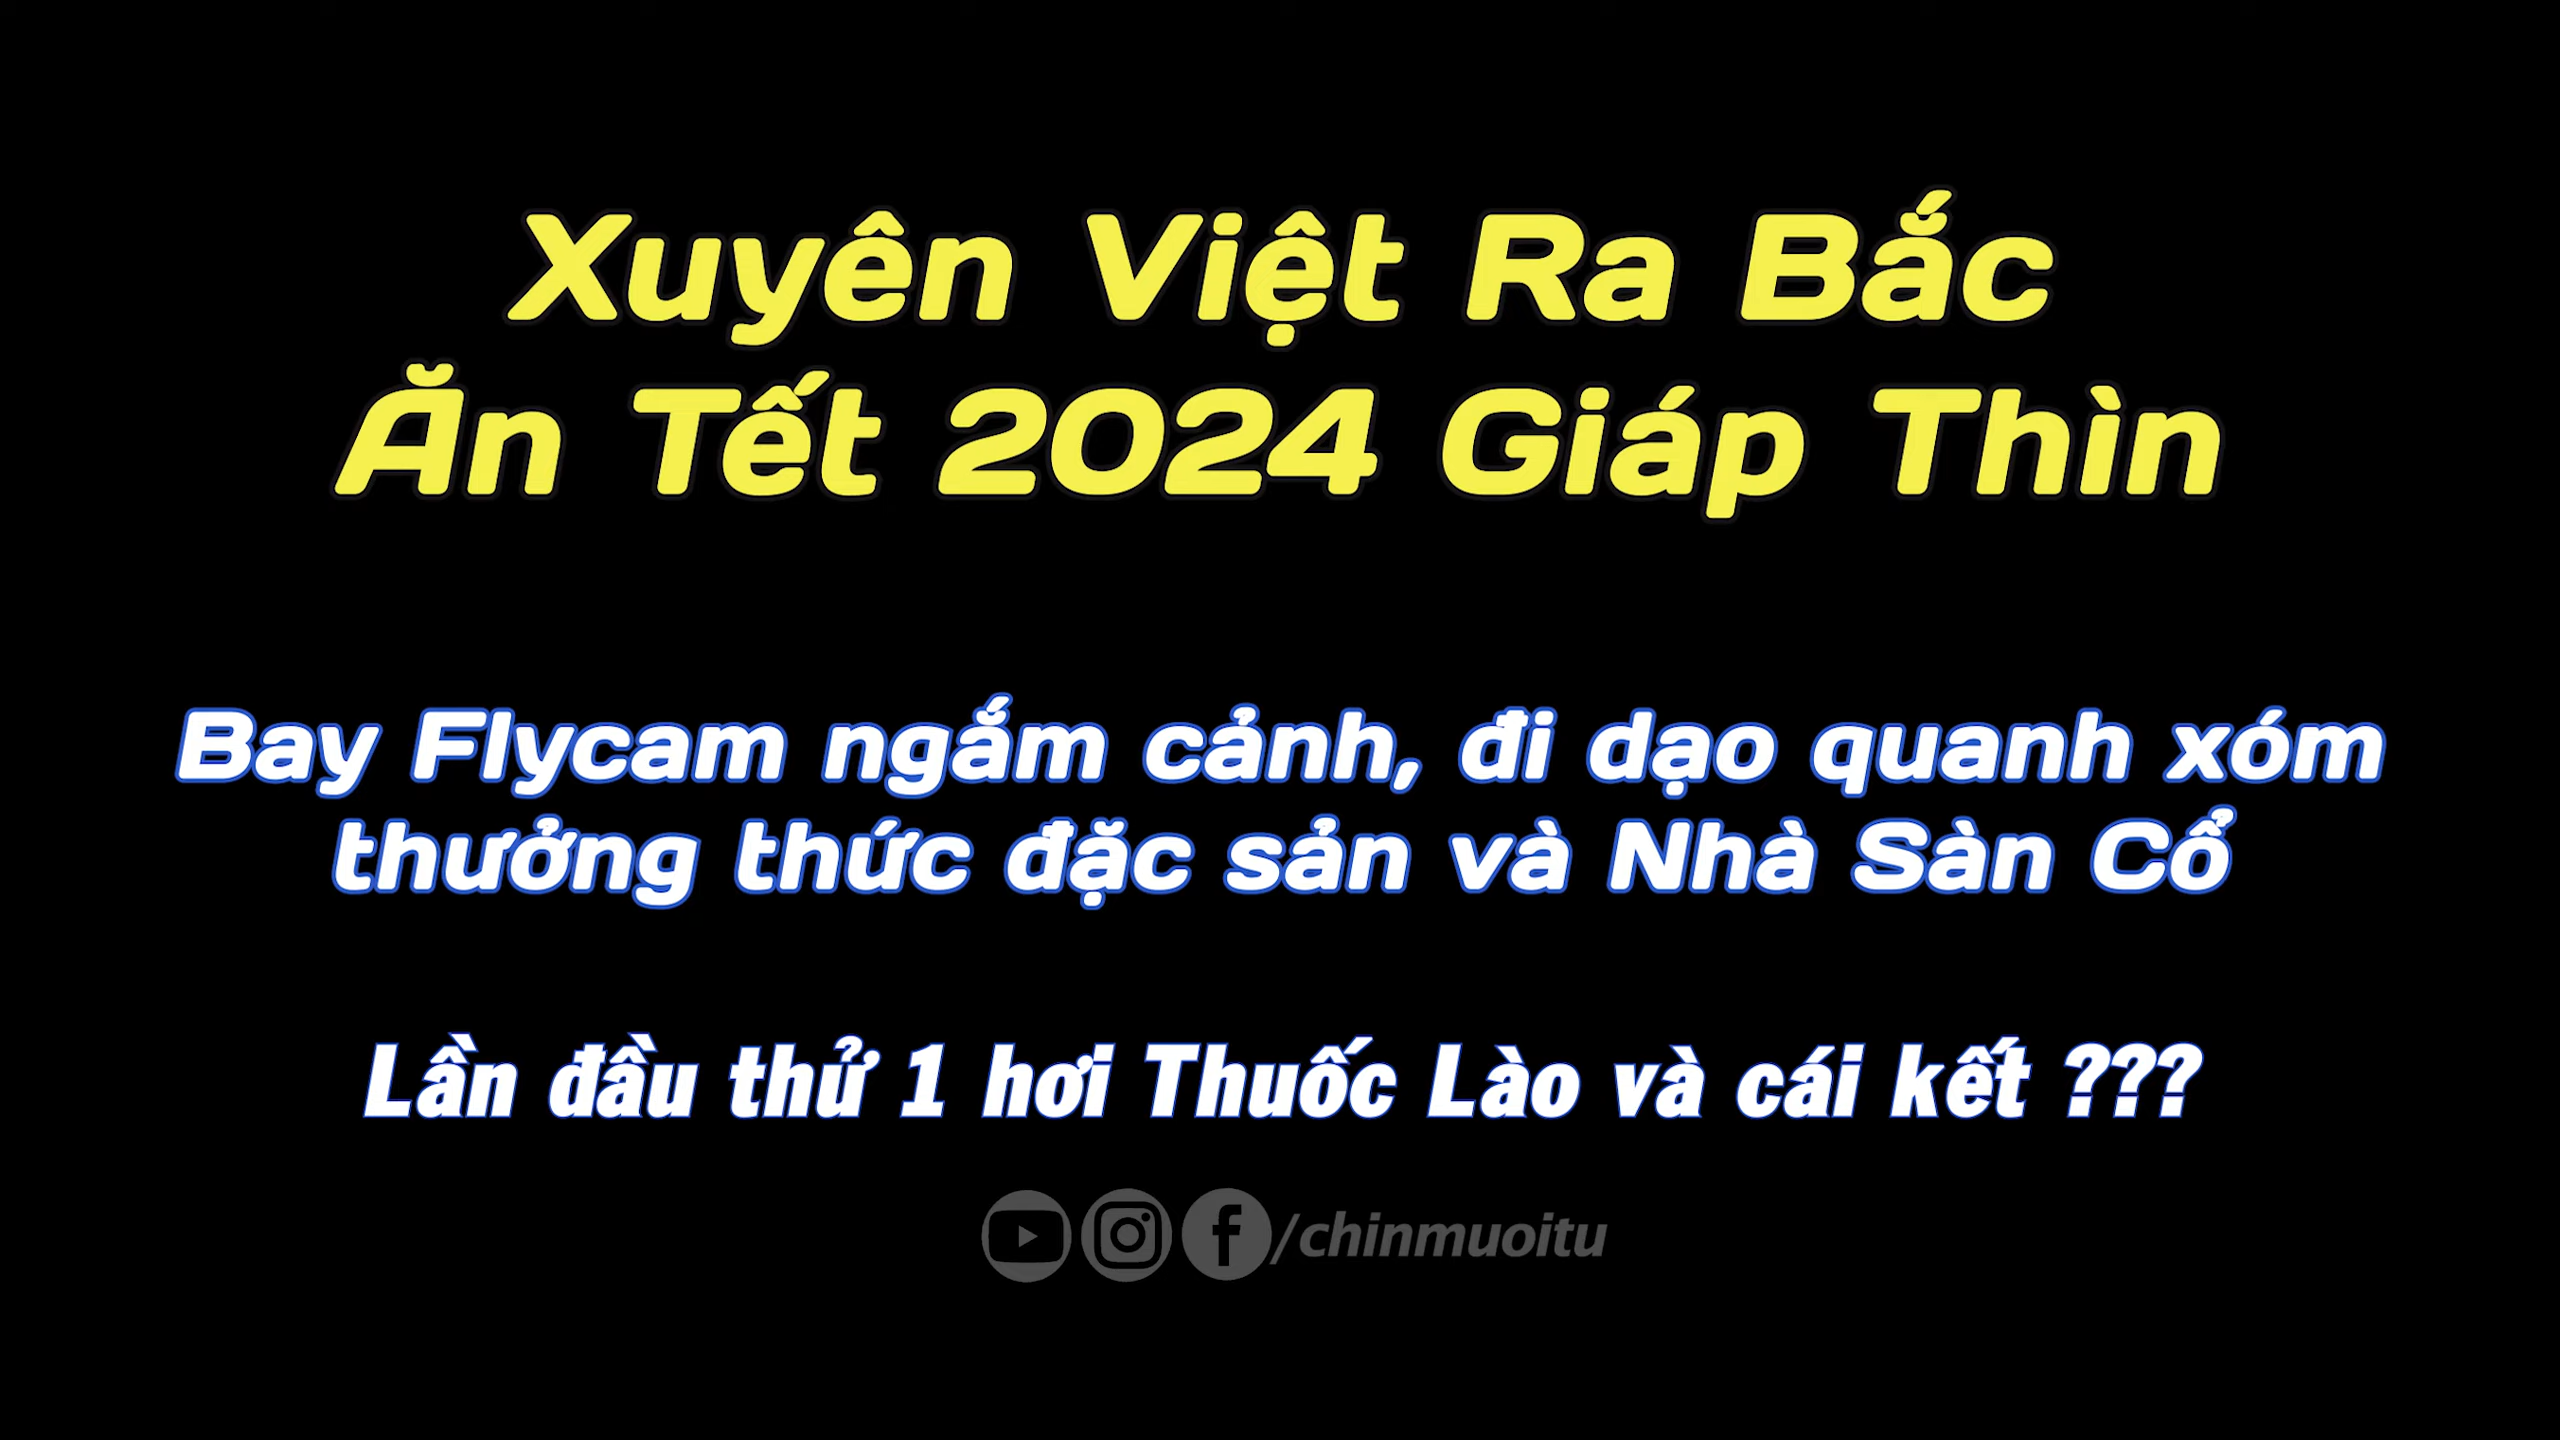 Xuyên Việt Ra Bắc
Ăn Tết 2024 Giáp Thìn
Bay Flycam ngắm cảnh, đi dạo quanh xóm
thưởng thức đặc sản và Nhà Sàn Cổ
Lần đầu thử 1 hơi Thuốc Lào và cái kết ???
/chinmuoitu